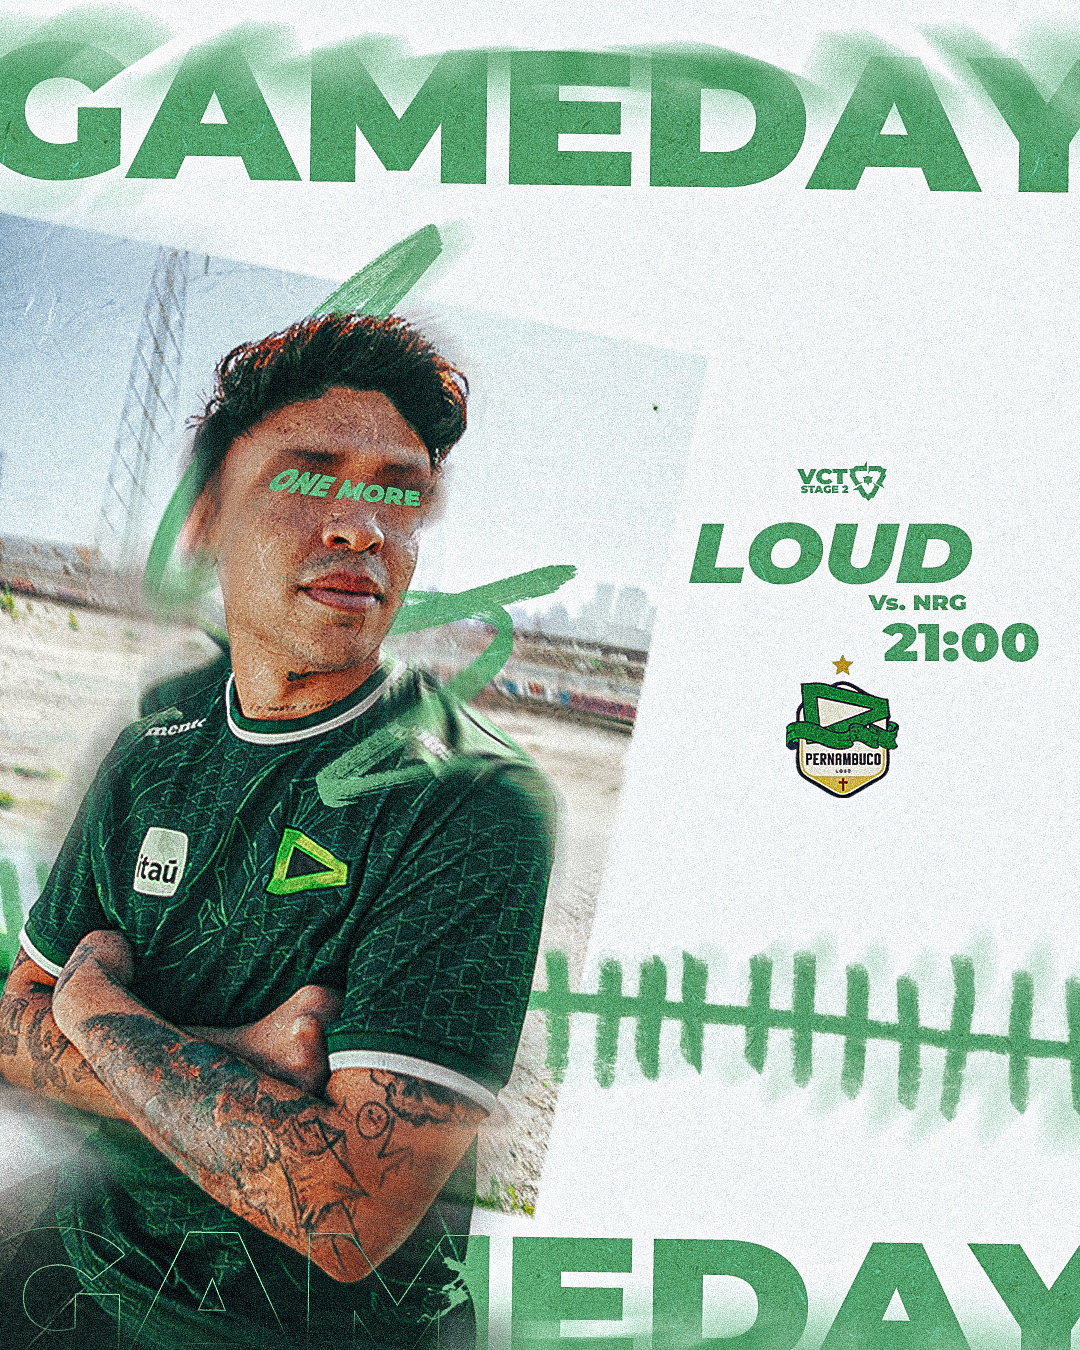 GAMEDAY
ONE MORE
VCT
STAGE 2
LOUD
Vs. NRG
21:00
PERNAMBUCO
LOUD
itaú
GAMEDAY